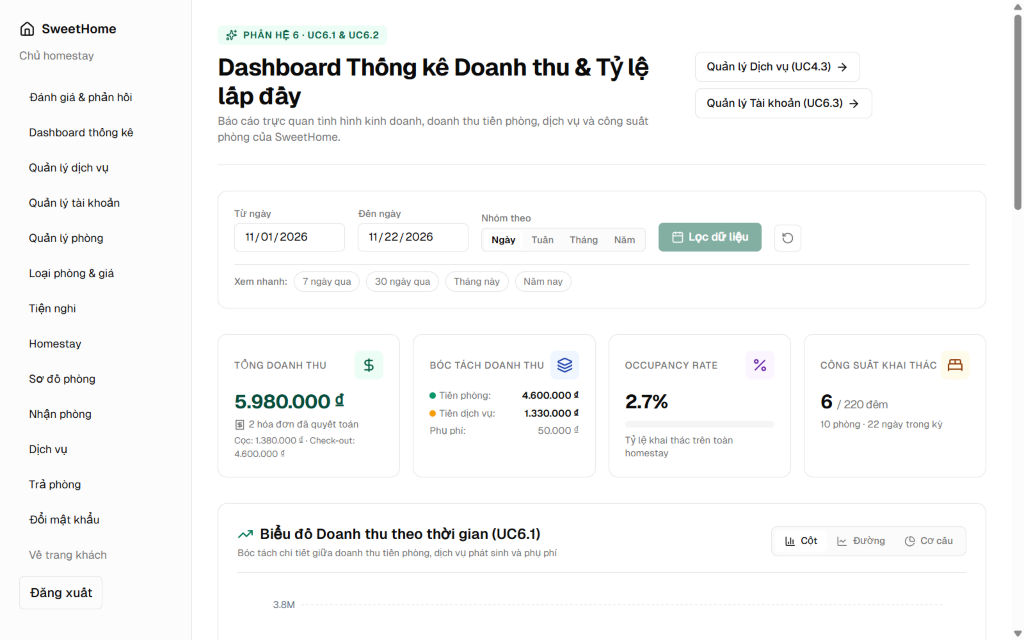 SweetHome
Chủ homestay
Đánh giá & phản hồi
Dashboard thống kê
Quản lý dịch vụ
Quản lý tài khoản
Quản lý phòng
Loại phòng & giá
Tiện nghi
Homestay
Sơ đồ phòng
Nhận phòng
Dịch vụ
Trả phòng
Đổi mật khẩu
Về trang khách
Đăng xuất
PHÂN HỆ 6 · UC6.1 & UC6.2
Dashboard Thống kê Doanh thu & Tỷ lệ
lấp đầy
Báo cáo trực quan tình hình kinh doanh, doanh thu tiền phòng, dịch vụ và công suất
phòng của SweetHome.
Quản lý Dịch vụ (UC4.3) →
Quản lý Tài khoản (UC6.3) →
Từ ngày
11/01/2026
Đến ngày
11/22/2026
Nhóm theo
Ngày Tuần Tháng Năm
Lọc dữ liệu
Xem nhanh: 7 ngày qua 30 ngày qua Tháng này Năm nay
TỔNG DOANH THU
5.980.000 ₫
2 hóa đơn đã quyết toán
Cọc: 1.380.000 ₫ · Check-out:
4.600.000 ₫
BÓC TÁCH DOANH THU
Tiền phòng: 4.600.000 ₫
Tiền dịch vụ: 1.330.000 ₫
Phụ phí: 50.000 ₫
OCCUPANCY RATE
2.7%
Tỷ lệ khai thác trên toàn
homestay
CÔNG SUẤT KHAI THÁC
6 / 220 đêm
10 phòng · 22 ngày trong kỳ
Biểu đồ Doanh thu theo thời gian (UC6.1)
Bóc tách chi tiết giữa doanh thu tiền phòng, dịch vụ phát sinh và phụ phí
Cột Đường Cơ cấu
3.8M